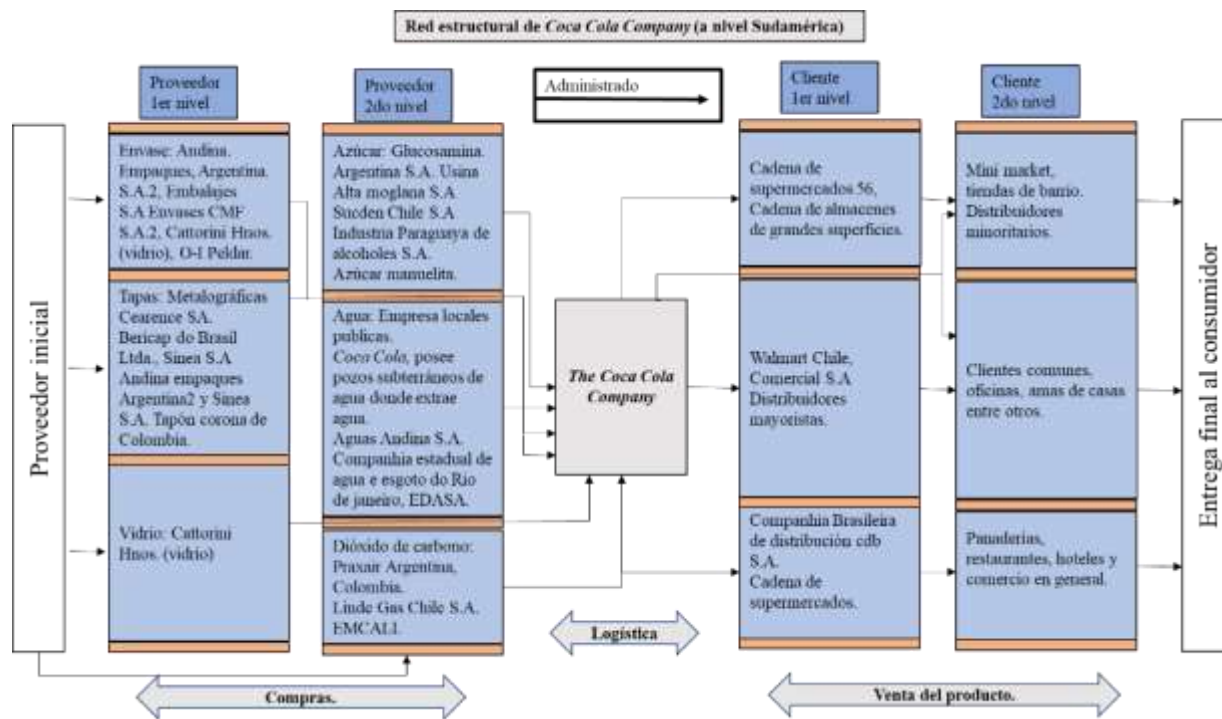 Red estructural de Coca Cola Company (a nivel Sudamérica)
Proveedor
1er nivel
Proveedor
2do nivel
Administrado
Cliente
1er nivel
Cliente
2do nivel
Proveedor inicial
Envase: Andina.
Empaques, Argentina.
S.A.2, Embalajes
S.A Envases CMF
S.A.2, Cattorini Hnos.
(vidrio), O-I Peldar.
Tapas: Metalográficas
Cearence SA.
Bericap do Brasil
Ltda., Sinea S.A
Andina empaques
Argentina2 y Sinea
S.A. Tapón corona de
Colombia.
Vidrio: Cattorini
Hnos. (vidrio)
Azúcar: Glucosamina.
Argentina S.A. Usina
Alta moglana S.A
Sucden Chile S.A
Industria Paraguaya de
alcoholes S.A.
Azúcar manuelita.
Agua: Empresa locales
publicas.
Coca Cola, posee
pozos subterráneos de
agua donde extrae
agua.
Aguas Andina S.A.
Companhia estadual de
agua e esgoto do Rio
de janeiro, EDASA.
Dióxido de carbono:
Praxair Argentina,
Colombia.
Linde Gas Chile S.A.
EMCALI.
The Coca Cola
Company
Cadena de
supermercados 56,
Cadena de almacenes
de grandes superficies.
Walmart Chile,
Comercial S.A
Distribuidores
mayoristas.
Companhia Brasileira
de distribución cdb
S.A.
Cadena de
supermercados.
Mini market,
tiendas de barrio.
Distribuidores
minoritarios.
Clientes comunes,
oficinas, amas de casas
entre otros.
Panaderías,
restaurantes, hoteles y
comercio en general.
Entrega final al consumidor
Compras.
Logística
Venta del producto.